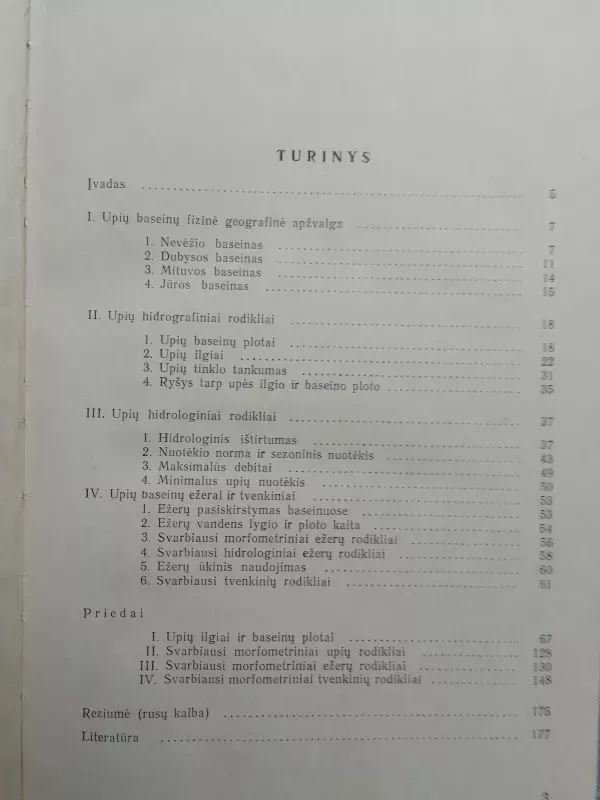 TURINYS
Įvadas 5
I. Upių baseinų fizinė geografinė apžvalga 7
1. Nevėžio baseinas 7
2. Dubysos baseinas 11
3. Mituvos baseinas 14
4. Jūros baseinas 15
II. Upių hidrografiniai rodikliai 18
1. Upių baseinų plotai 18
2. Upių ilgiai 22
3. Upių tinklo tankumas 31
4. Ryšys tarp upės ilgio ir baseino ploto 35
III. Upių hidrologiniai rodikliai 37
1. Hidrologinis ištirtumas 37
2. Nuotėkio norma ir sezoninis nuotėkis 43
3. Maksimalūs debitai 49
4. Minimalus upių nuotėkis 50
IV. Upių baseinų ežerai ir tvenkiniai 53
1. Ežerų pasiskirstymas baseinuose 53
2. Ežerų vandens lygio ir ploto kaita 54
3. Svarbiausi morfometriniai ežerų rodikliai 56
4. Svarbiausi hidrologiniai ežerų rodikliai 58
5. Ežerų ūkinis naudojimas 60
6. Svarbiausi tvenkinių rodikliai 61
Priedai
I. Upių ilgiai ir baseinų plotai 67
II. Svarbiausi morfometriniai upių rodikliai 128
III. Svarbiausi morfometriniai ežerų rodikliai 130
IV. Svarbiausi morfometriniai tvenkinių rodikliai 148
Reziumė (rusų kalba) 175
Literatūra 177